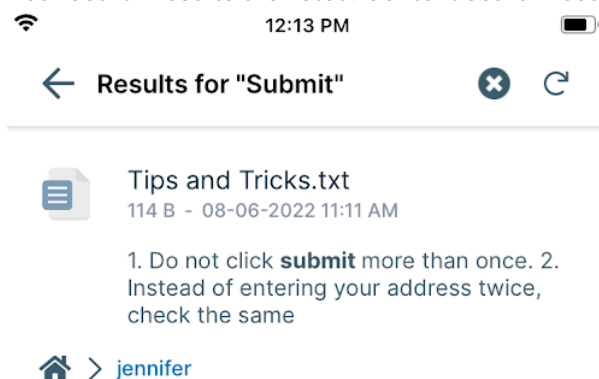 12:13 PM
Results for "Submit"
Tips and Tricks.txt
114 B - 08-06-2022 11:11 AM
1. Do not click submit more than once. 2.
Instead of entering your address twice,
check the same
jennifer